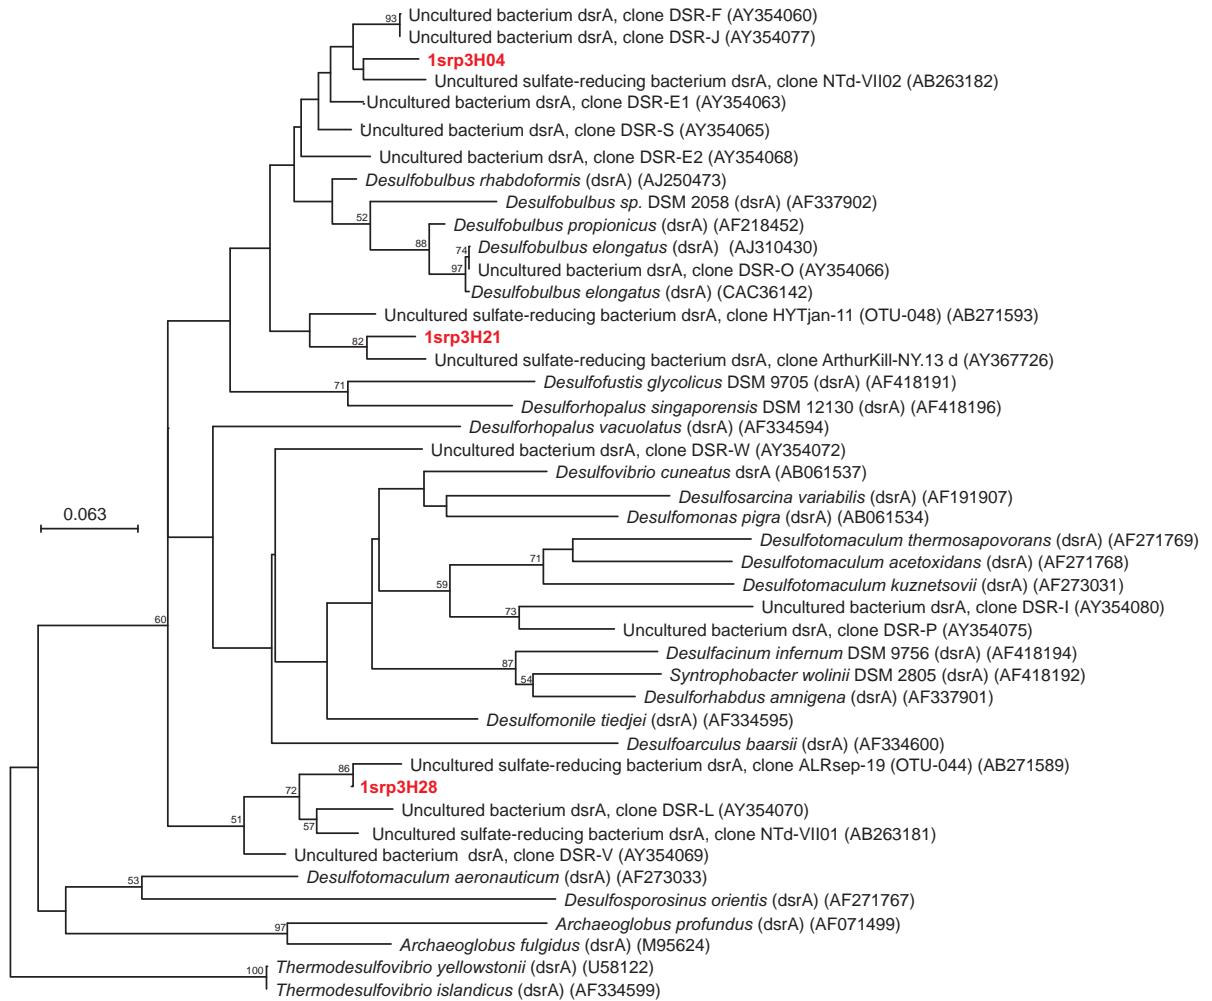 93
Uncultured bacterium dsrA, clone DSR-F (AY354060)
Uncultured bacterium dsrA, clone DSR-J (AY354077)
1srp3H04
Uncultured sulfate-reducing bacterium dsrA, clone NTd-VII02 (AB263182)
Uncultured bacterium dsrA, clone DSR-E1 (AY354063)
Uncultured bacterium dsrA, clone DSR-S (AY354065)
Uncultured bacterium dsrA, clone DSR-E2 (AY354068)
Desulfobulbus rhabdoformis (dsrA) (AJ250473)
Desulfobulbus sp. DSM 2058 (dsrA) (AF337902)
52
Desulfobulbus propionicus (dsrA) (AF218452)
88
Desulfobulbus elongatus (dsrA) (AJ310430)
74
Uncultured bacterium dsrA, clone DSR-O (AY354066)
97
Desulfobulbus elongatus (dsrA) (CAC36142)
Uncultured sulfate-reducing bacterium dsrA, clone HYTjan-11 (OTU-048) (AB271593)
1srp3H21
82
Uncultured sulfate-reducing bacterium dsrA, clone ArthurKill-NY.13 d (AY367726)
Desulfofustis glycolicus DSM 9705 (dsrA) (AF418191)
71
Desulforhopalus singaporensis DSM 12130 (dsrA) (AF418196)
Desulforhopalus vacuolatus (dsrA) (AF334594)
Uncultured bacterium dsrA, clone DSR-W (AY354072)
Desulfovibrio cuneatus dsrA (AB061537)
Desulfosarcina variabilis (dsrA) (AF191907)
0.063
Desulfomonas pigra (dsrA) (AB061534)
Desulfotomaculum thermosapovorans (dsrA) (AF271769)
71
Desulfotomaculum acetoxidans (dsrA) (AF271768)
Desulfotomaculum kuznetsovii (dsrA) (AF273031)
59
Uncultured bacterium dsrA, clone DSR-I (AY354080)
73
60
Uncultured bacterium dsrA, clone DSR-P (AY354075)
Desulfacinum infernum DSM 9756 (dsrA) (AF418194)
87
Syntrophobacter wolinii DSM 2805 (dsrA) (AF418192)
54
Desulforhabdus amnigena (dsrA) (AF337901)
Desulfomonile tiedjei (dsrA) (AF334595)
Desulfoarculus baarsii (dsrA) (AF334600)
Uncultured sulfate-reducing bacterium dsrA, clone ALRsep-19 (OTU-044) (AB271589)
86
1srp3H28
72
Uncultured bacterium dsrA, clone DSR-L (AY354070)
51
57
Uncultured sulfate-reducing bacterium dsrA, clone NTd-VII01 (AB263181)
Uncultured bacterium dsrA, clone DSR-V (AY354069)
Desulfotomaculum aeronauticum (dsrA) (AF273033)
53
Desulfosporosinus orientis (dsrA) (AF271767)
Archaeoglobus profundus (dsrA) (AF071499)
97
Archaeoglobus fulgidus (dsrA) (M95624)
Thermodesulfovibrio yellowstonii (dsrA) (U58122)
100
Thermodesulfovibrio islandicus (dsrA) (AF334599)